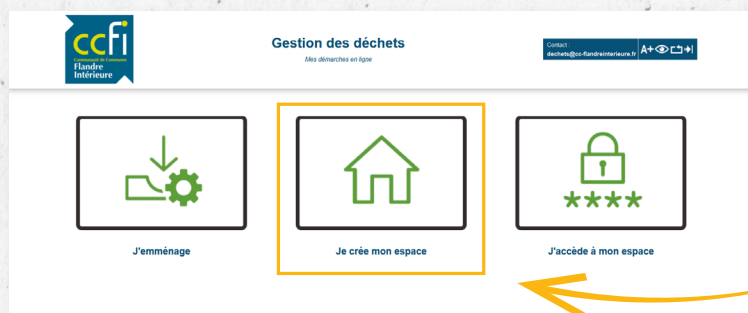 ccfi
Communauté de Communes
Flandre
Intérieure
Gestion des déchets
Mes démarches en ligne
Contact :
dechets@cc-flandreinterieure.fr
A+
J'emménage
Je crée mon espace
****
J'accède à mon espace